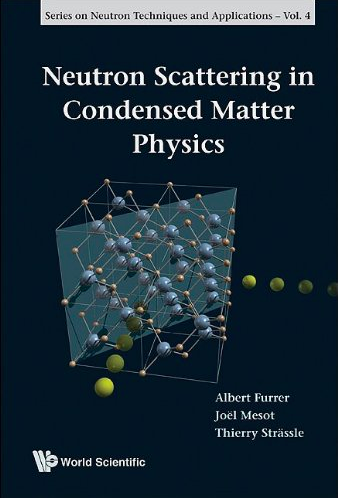 Series on Neutron Techniques and Applications – Vol. 4
Neutron Scattering in
Condensed Matter
Physics
Albert Furrer
Joël Mesot
Thierry Strässle
World Scientific